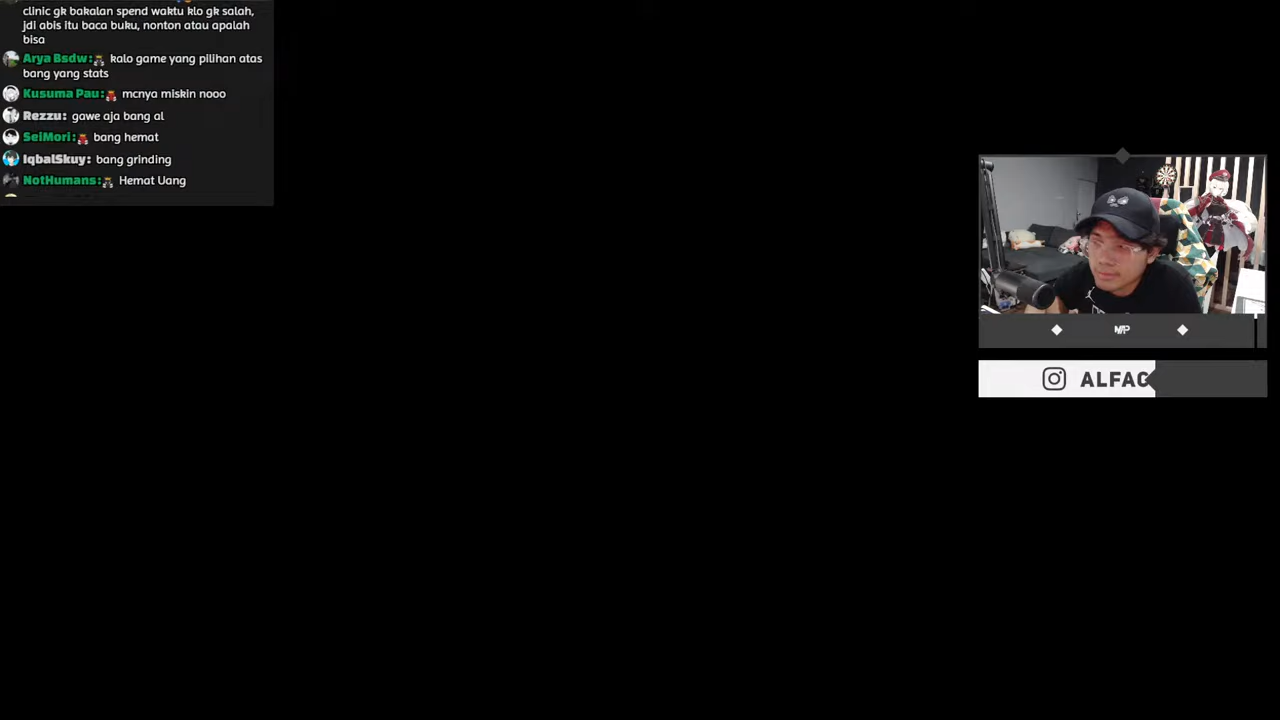 clinic gk bakalan spend waktu klo gk salah,
jdi abis itu baca buku, nonton atau apalah
bisa
Arya Bsdw: kalo game yang pilihan atas
bang yang stats
Kusuma Pau: mcnya miskin nooo
Rezzu: gawe aja bang al
SeiMori: bang hemat
IqbalSkuy: bang grinding
NotHumans: Hemat Uang
ALFAC